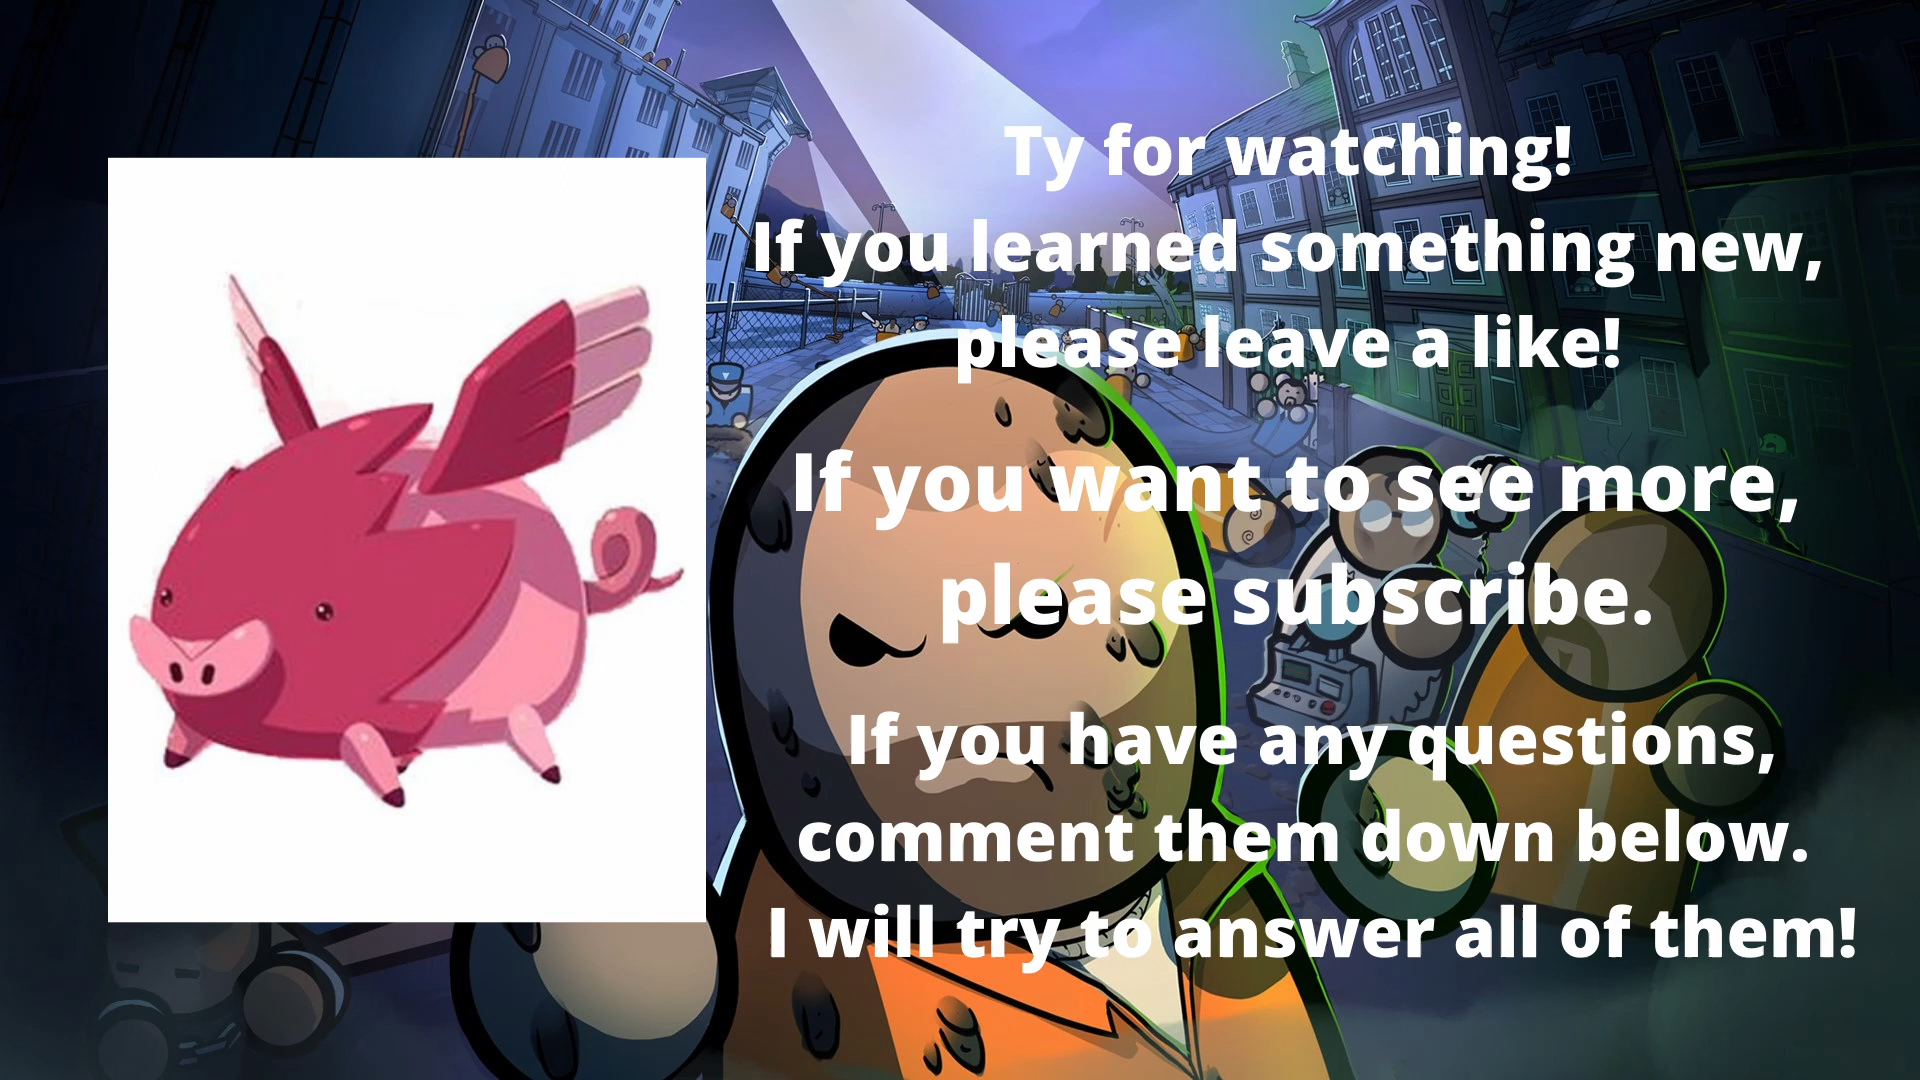 Ty for watching!
If you learned something new,
please leave a like!
If you want to see more,
please subscribe.
If you have any questions,
comment them down below.
I will try to answer all of them!